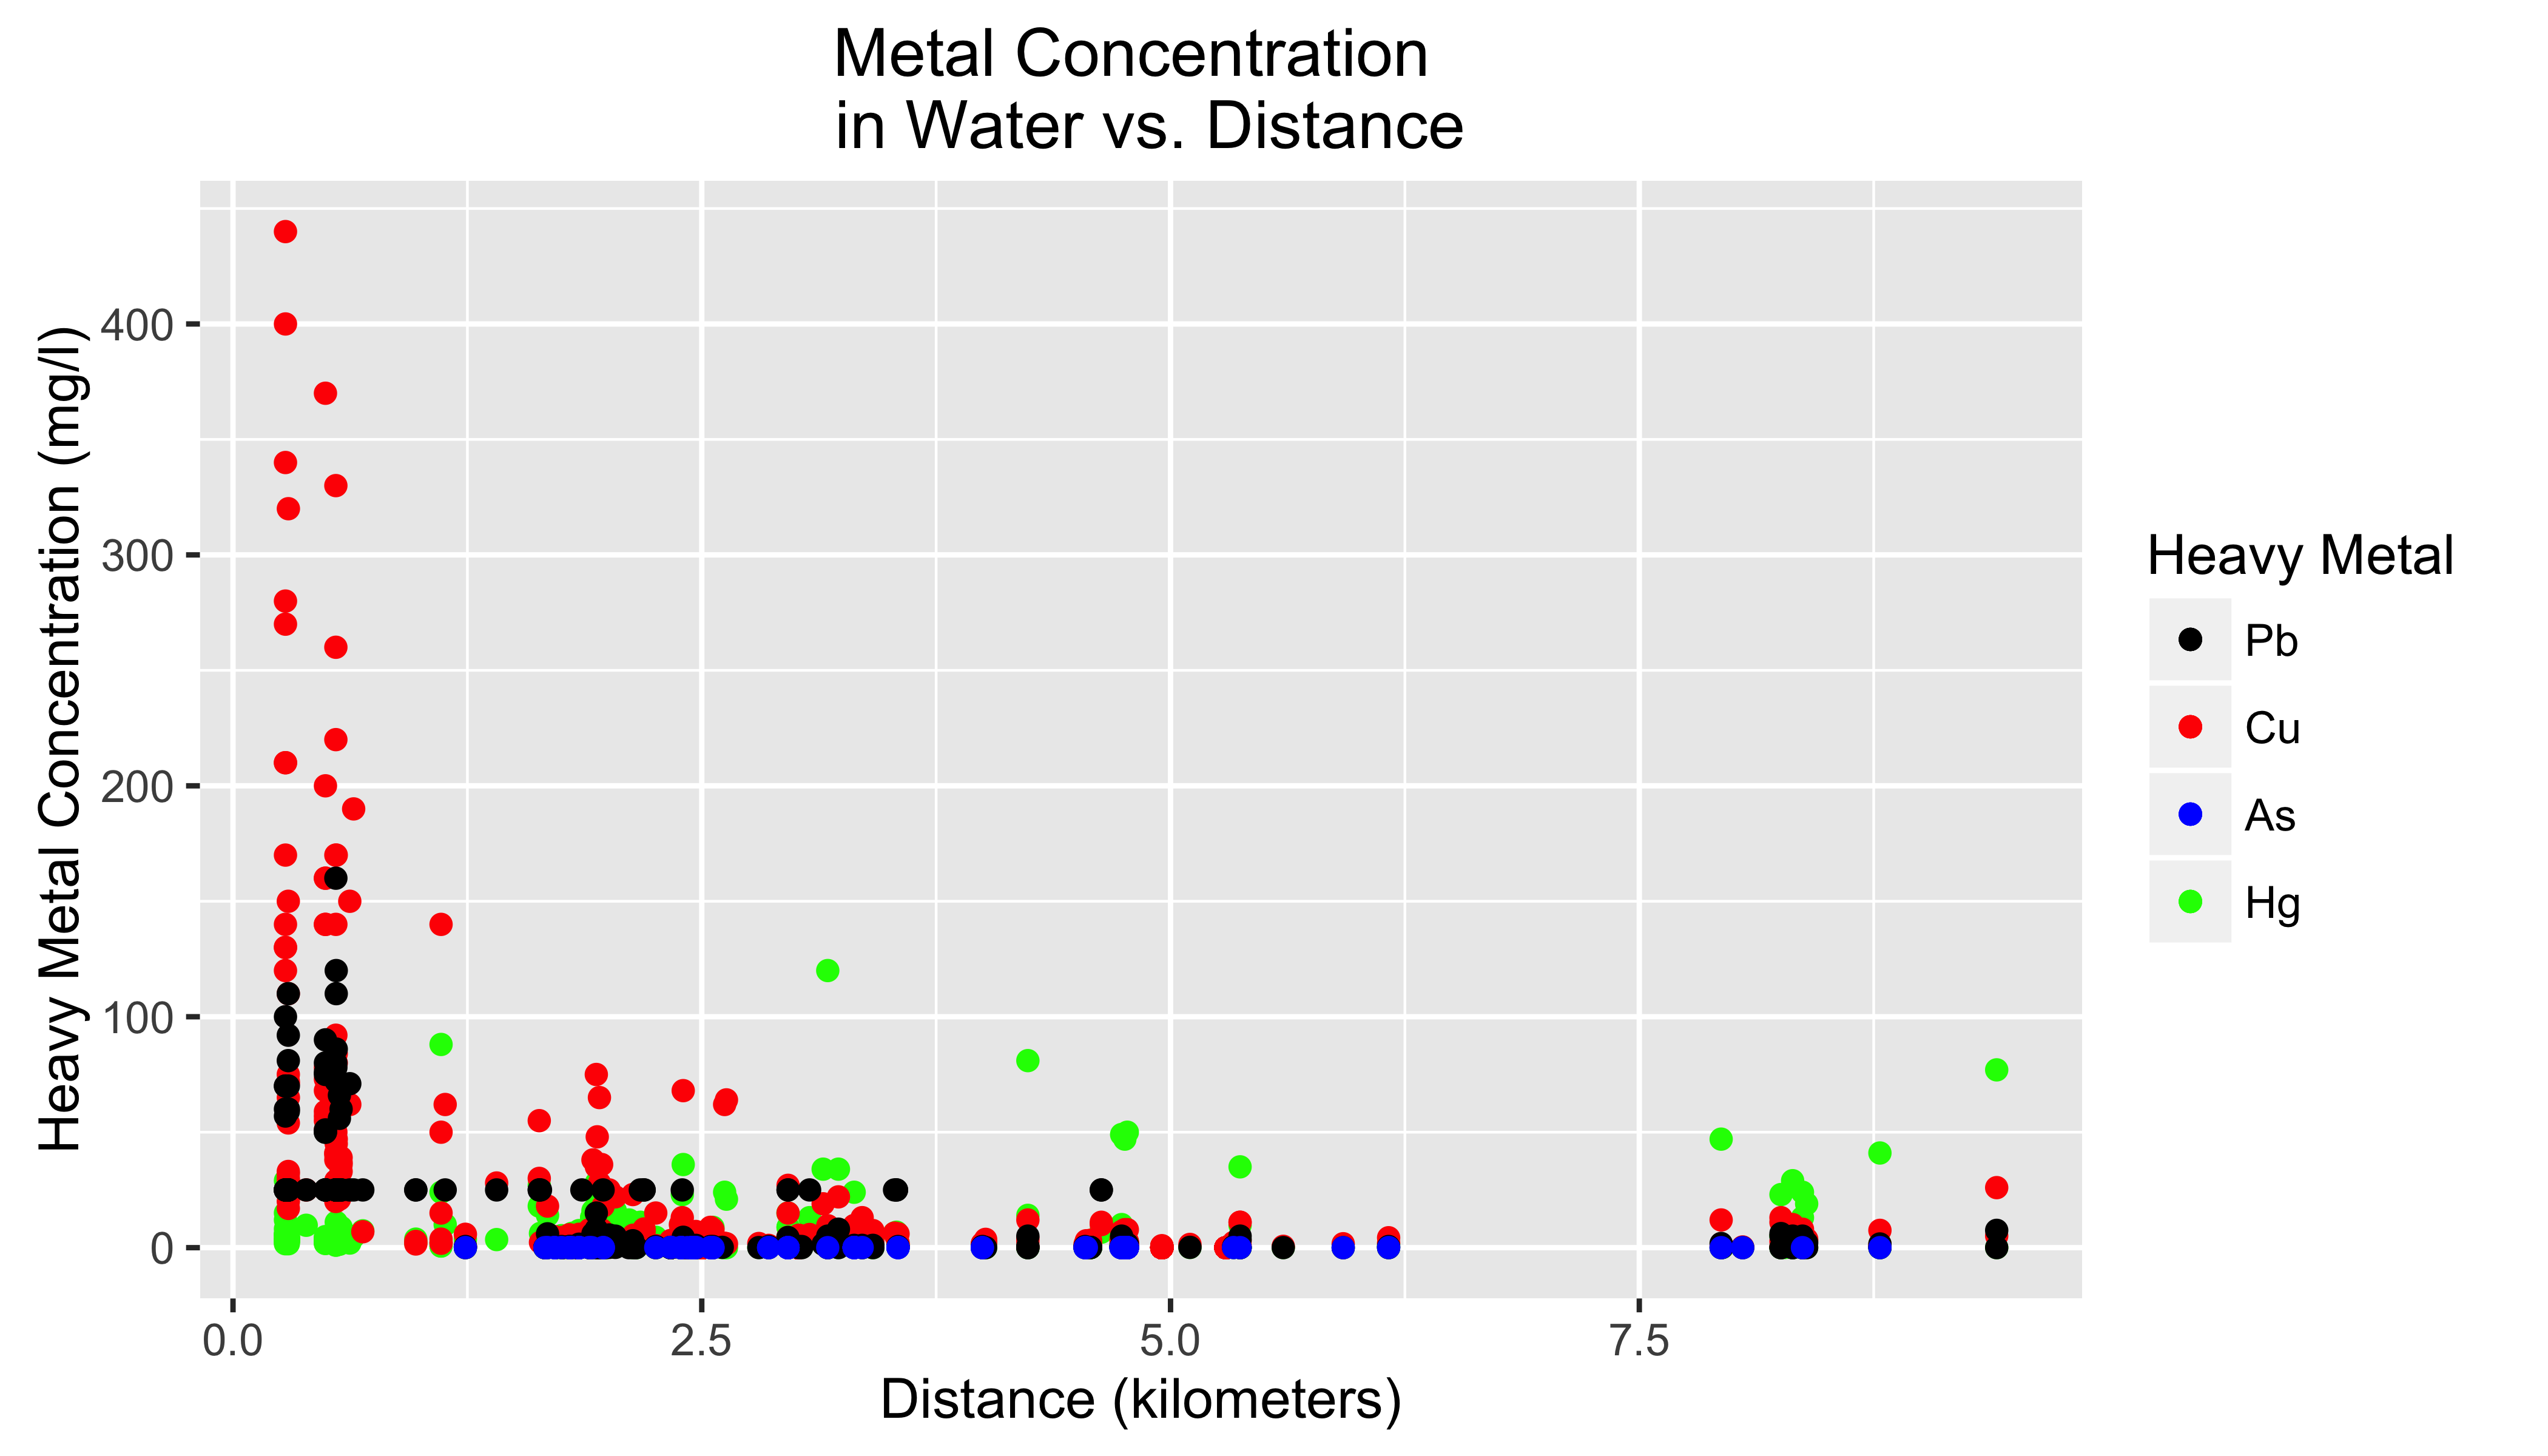 Metal Concentration
in Water vs. Distance
Heavy Metal Concentration (mg/l)
400
300
200
100
0
0.0
2.5
5.0
7.5
Distance (kilometers)
Heavy Metal
Pb
Cu
As
Hg